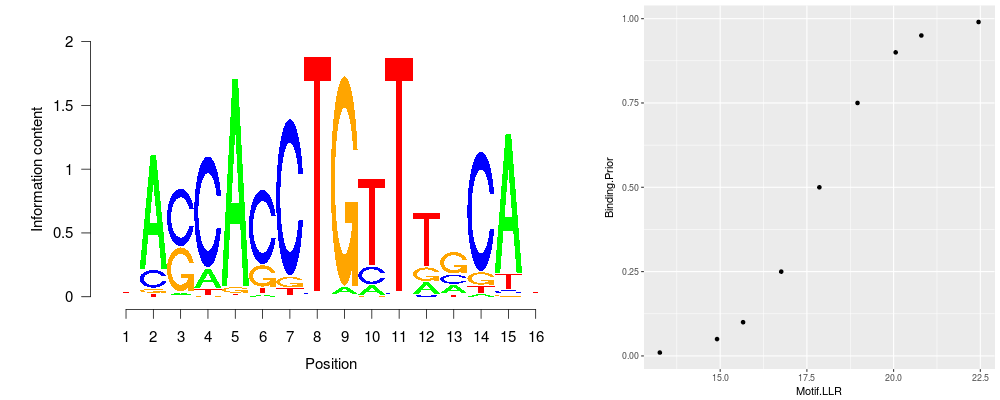 2
1.5
1
0.5
0
Information content
A C C A C C T G T T T G C A
C G A G G G C C G C G T
1 2 3 4 5 6 7 8 9 10 11 12 13 14 15 16
Position
1.00
0.75
0.50
0.25
0.00
Binding.Prior
15.0 17.5 20.0 22.5
Motif.LLR